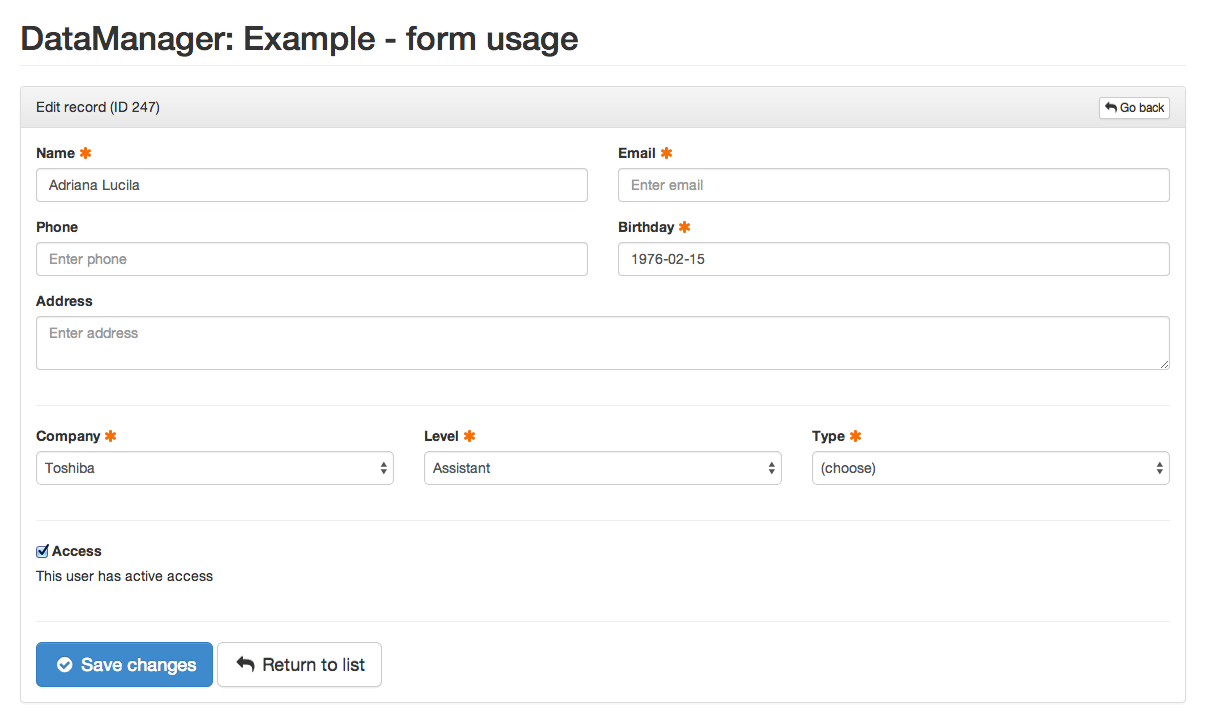 DataManager: Example - form usage
Edit record (ID 247)
Go back
Name ✱
Email ✱
Adriana Lucila
Enter email
Phone
Birthday ✱
Enter phone
1976-02-15
Address
Enter address
Company ✱
Level ✱
Type ✱
Toshiba
Assistant
(choose)
Access
This user has active access
Save changes
Return to list